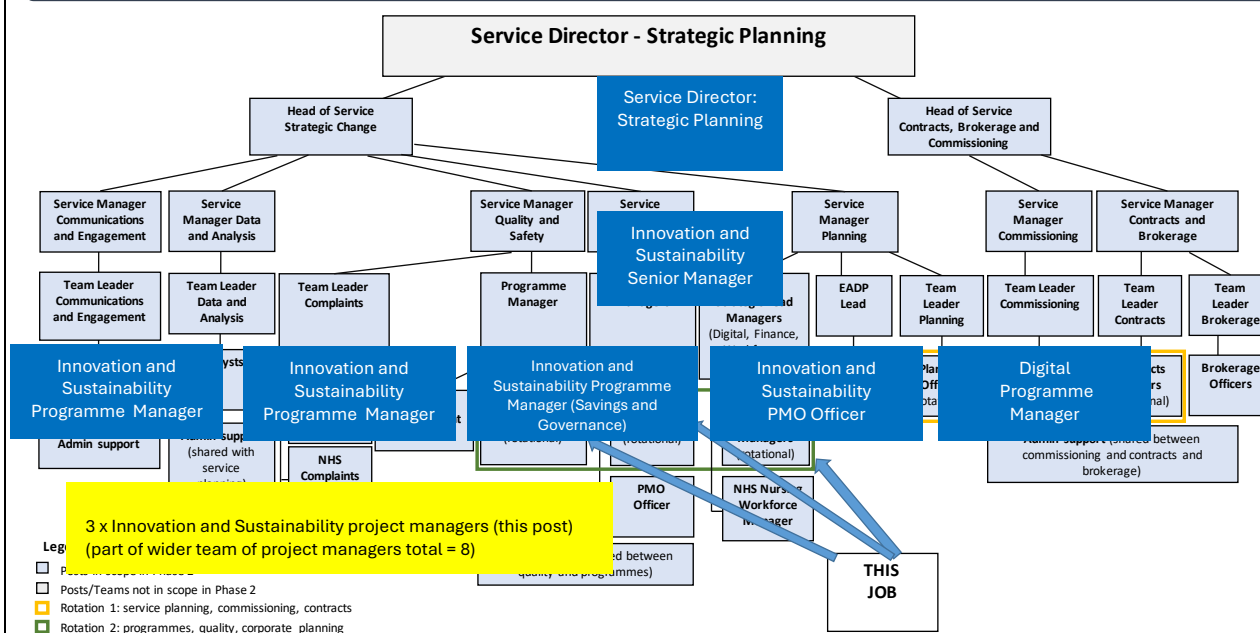 Service Director - Strategic Planning
Service Director:
Strategic Planning
Head of Service
Strategic Change
Head of Service
Contracts, Brokerage and
Commissioning
Service Manager
Communications
and Engagement
Service
Manager Data
and Analysis
Service Manager
Quality and
Safety
Service
Innovation and
Sustainability
Senior Manager
Service
Manager
Planning
Service
Manager
Commissioning
Service Manager
Contracts and
Brokerage
Team Leader
Communications
and Engagement
Team Leader
Data and
Analysis
Team Leader
Complaints
Programme
Manager
Managers
(Digital, Finance,
EADP
Lead
Team
Leader
Planning
Team Leader
Commissioning
Team
Leader
Contracts
Team
Leader
Brokerage
Innovation and
Sustainability
Programme Manager
Innovation and
Sustainability
Programme Manager
Innovation and
Sustainability Programme
Manager (Savings and
Governance)
Innovation and
Sustainability
PMO Officer
Digital
Programme
Manager
Brokerage
Officers
Admin support
(shared with
service
NHS
Complaints
(rotational)
(rotational)
Managers
(rotational)
Admin support (shared between
commissioning and contracts and
brokerage)
PMO
Officer
NHS Nursing
Workforce
Manager
3 x Innovation and Sustainability project managers (this post)
(part of wider team of project managers total = 8)
between
quality and programmes)
THIS
JOB
Posts/Teams not in scope in Phase 2
Rotation 1: service planning, commissioning, contracts
Rotation 2: programmes, quality, corporate planning